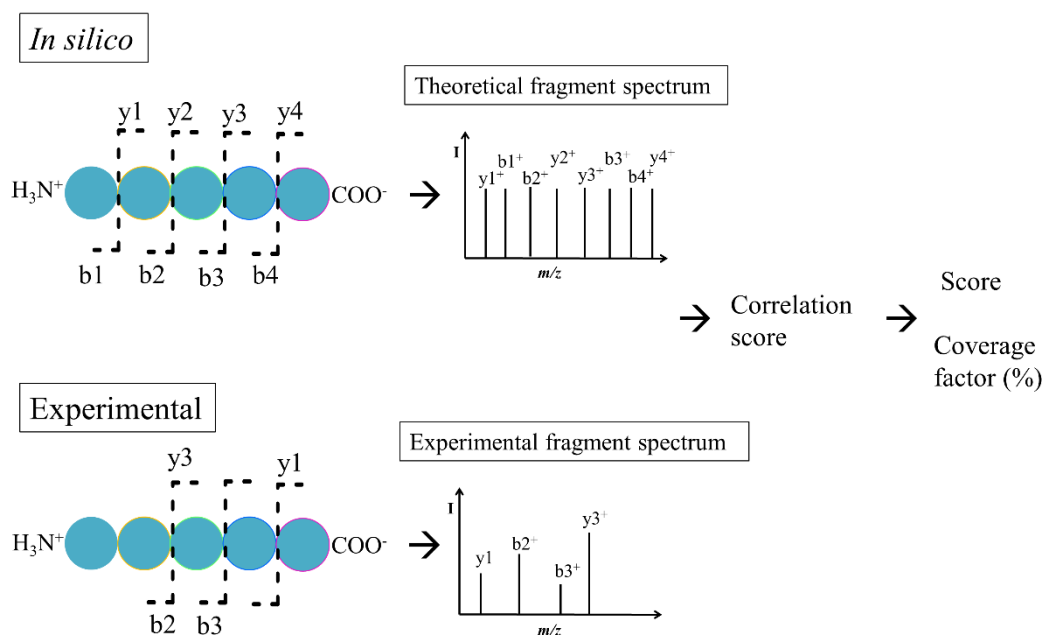 In silico
y1 y2 y3 y4
H₃N⁺ COO⁻
b1 b2 b3 b4
Theoretical fragment spectrum
I
y1⁺ b1⁺ b2⁺ y2⁺ y3⁺ b3⁺ b4⁺ y4⁺
m/z
Correlation
score
Score
Coverage
factor (%)
Experimental
y3 y1
H₃N⁺ COO⁻
b2 b3
Experimental fragment spectrum
I
y1 b2⁺ b3⁺ y3⁺
m/z